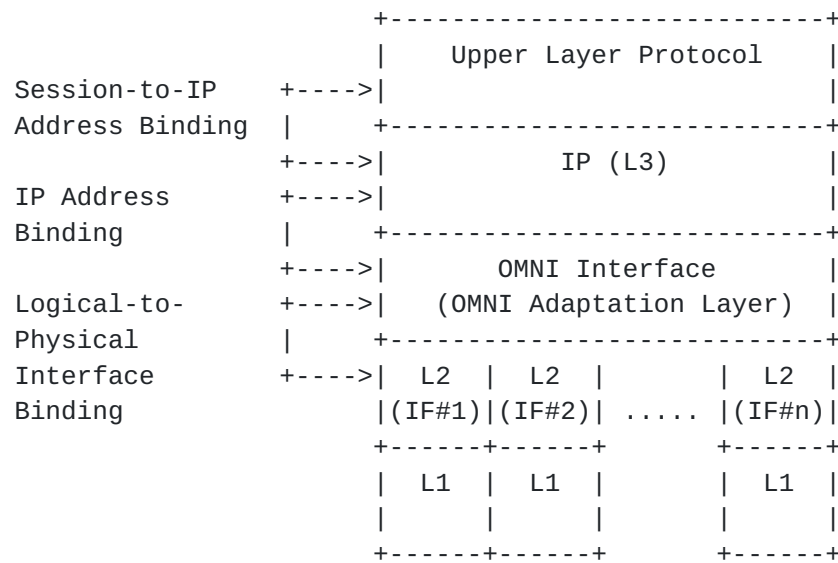 +----------------------------+
                      |    Upper Layer Protocol    |
Session-to-IP    +---->|                            |
Address Binding  |     +----------------------------+
                 +---->|           IP (L3)          |
IP Address       +---->|                            |
Binding          |     +----------------------------+
                 +---->|       OMNI Interface       |
Logical-to-      +---->|   (OMNI Adaptation Layer)  |
Physical         |     +----------------------------+
Interface        +---->|  L2  |  L2  |       |  L2  |
Binding                |(IF#1)|(IF#2)| ..... |(IF#n)|
                       +------+------+       +------+
                       |  L1  |  L1  |       |  L1  |
                       |      |      |       |      |
                       +------+------+       +------+